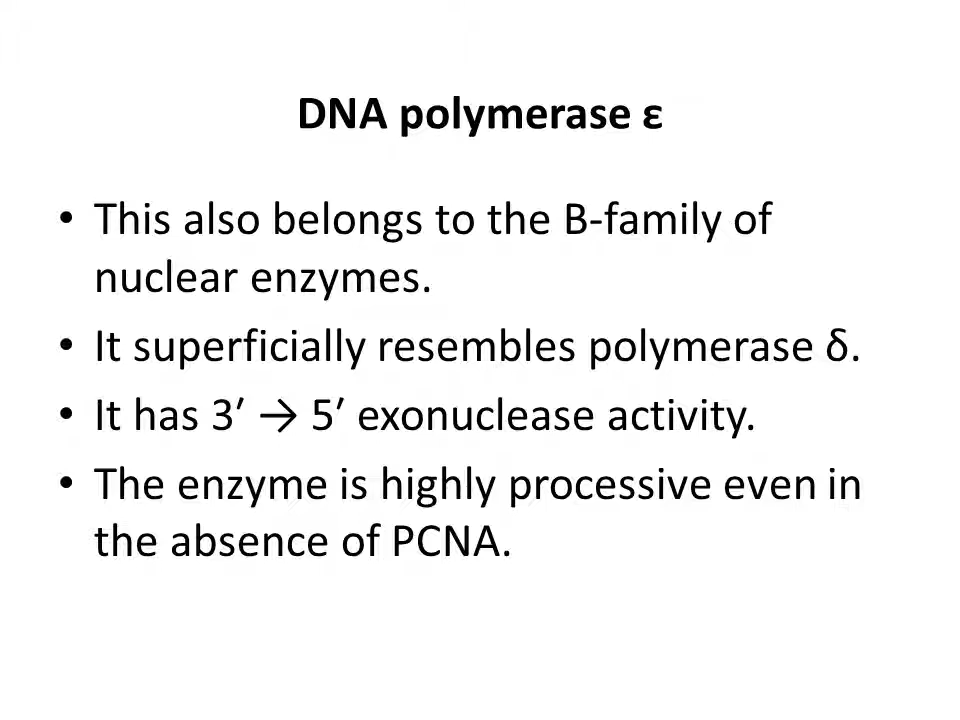 DNA polymerase ε
• This also belongs to the B-family of
nuclear enzymes.
• It superficially resembles polymerase δ.
• It has 3′ → 5′ exonuclease activity.
• The enzyme is highly processive even in
the absence of PCNA.